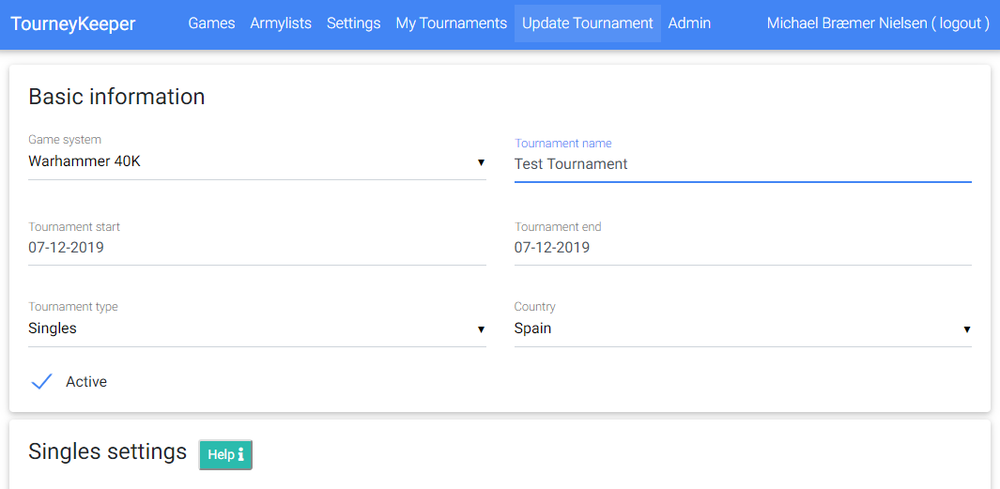 TourneyKeeper Games Armylists Settings My Tournaments Update Tournament Admin Michael Bræmer Nielsen ( logout )
Basic information
Game system Tournament name
Warhammer 40K Test Tournament
Tournament start Tournament end
07-12-2019 07-12-2019
Tournament type Country
Singles Spain
Active
Singles settings Help